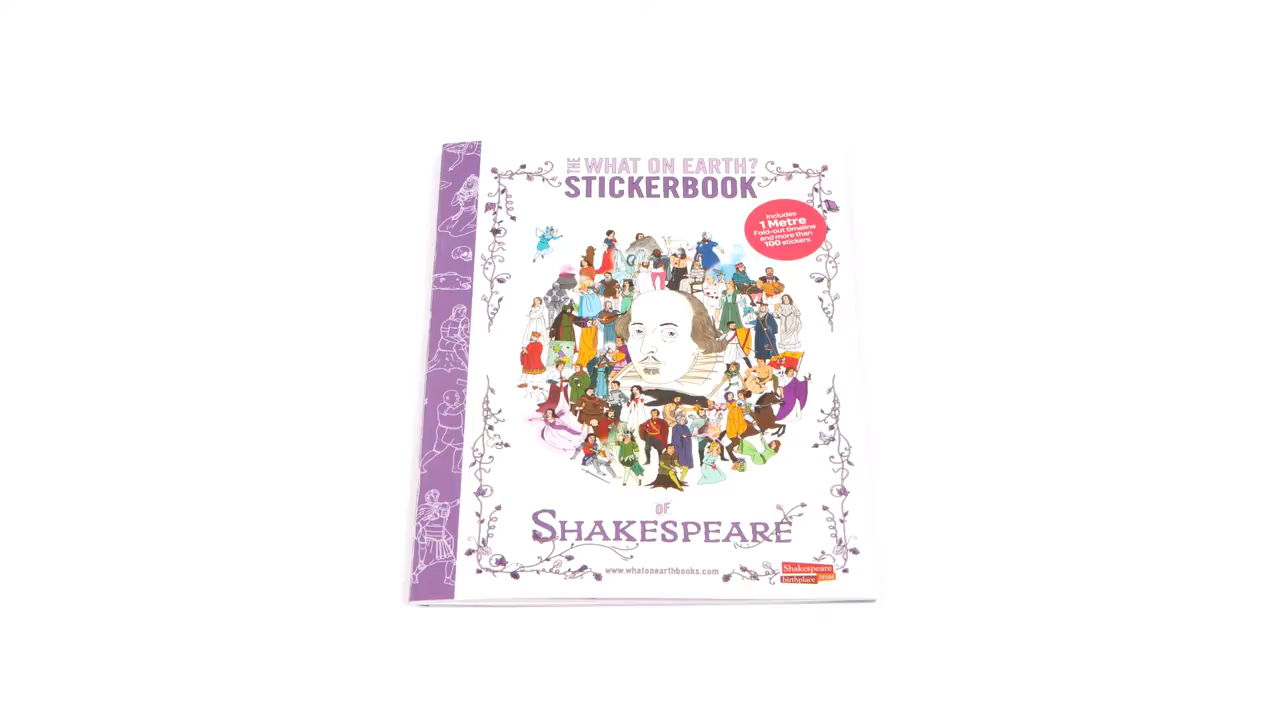 THE WHAT ON EARTH?
STICKERBOOK
Includes
1 Metre
Fold-out timeline
and more than
100 stickers
OF
SHAKESPEARE
www.whatonearthbooks.com
Shakespeare
birthplace TRUST